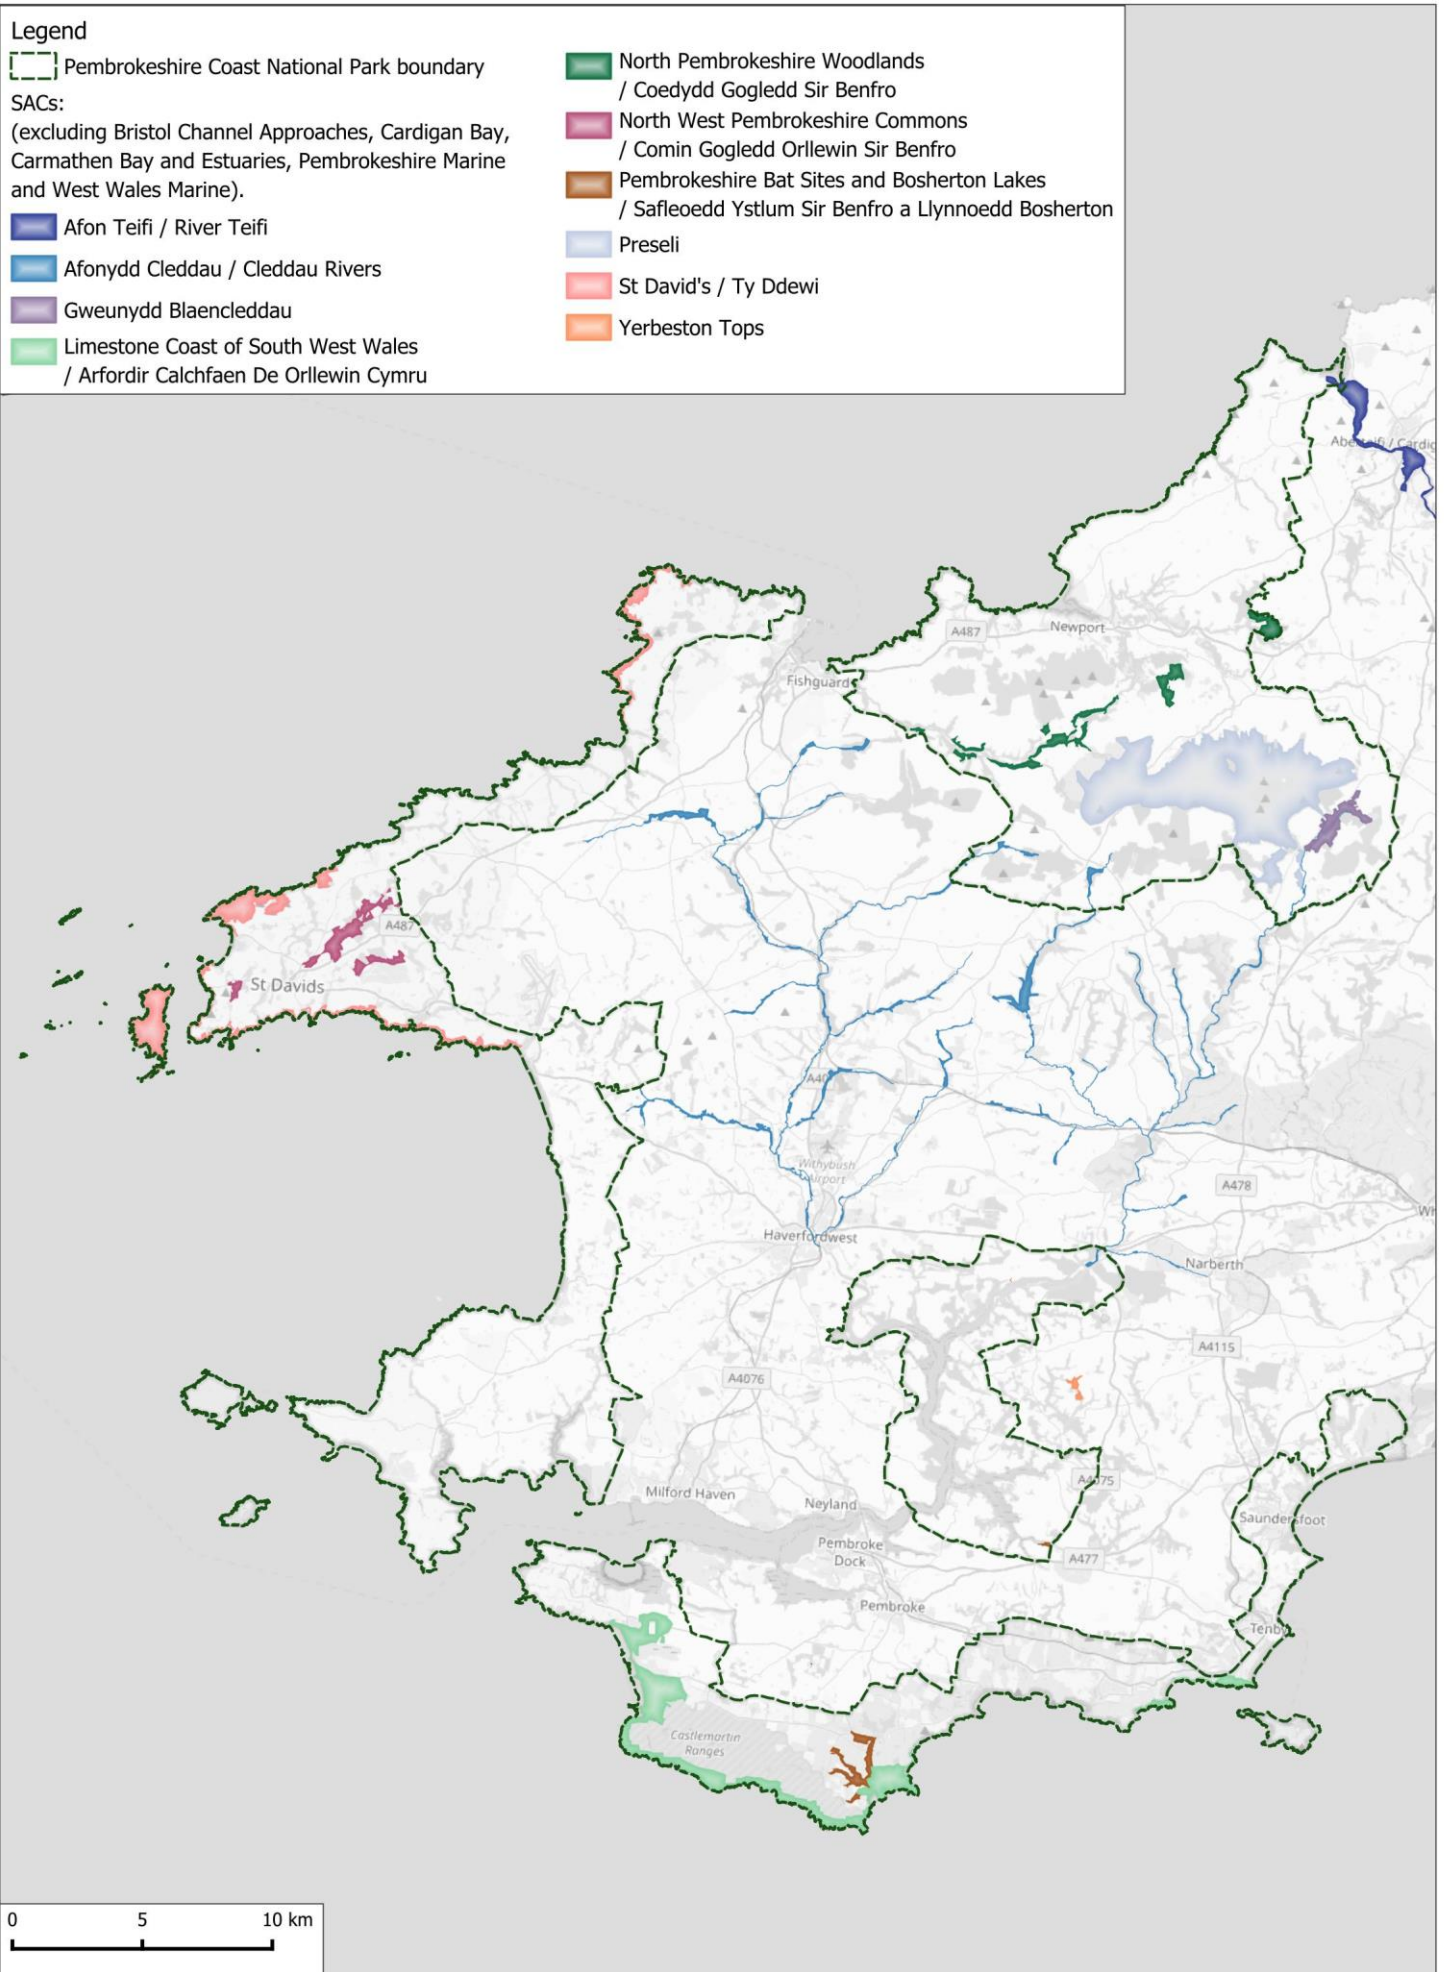 Legend
Pembrokeshire Coast National Park boundary
SACs:
(excluding Bristol Channel Approaches, Cardigan Bay,
Carmathen Bay and Estuaries, Pembrokeshire Marine
and West Wales Marine).
Afon Teifi / River Teifi
Afonydd Cleddau / Cleddau Rivers
Gweunydd Blaencleddau
Limestone Coast of South West Wales
/ Arfordir Calchfaen De Orllewin Cymru
North Pembrokeshire Woodlands
/ Coedydd Gogledd Sir Benfro
North West Pembrokeshire Commons
/ Comin Gogledd Orllewin Sir Benfro
Pembrokeshire Bat Sites and Bosherton Lakes
/ Safleoedd Ystlum Sir Benfro a Llynnoedd Bosherton
Preseli
St David's / Ty Ddewi
Yerbeston Tops
A487
Newport
Fishguard
A487
St Davids
A40
Withybush
Airport
A478
Haverfordwest
Narberth
A4115
A4076
Milford Haven
Neyland
A4075
Saundersfoot
Pembroke
Dock
A477
Pembroke
Tenby
Castlemartin
Ranges
0 5 10 km